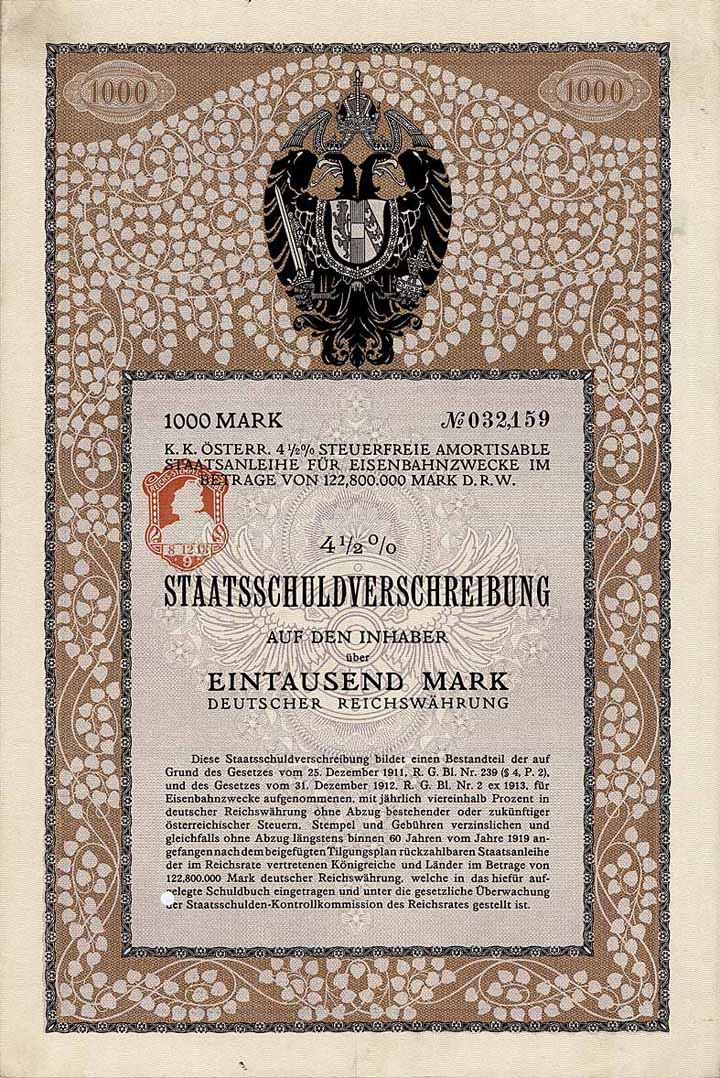 1000 1000
1000 MARK № 032,159
K. K. ÖSTERR. 4½% STEUERFREIE AMORTISABLE
STAATSANLEIHE FÜR EISENBAHNZWECKE IM
BETRAGE VON 122,800.000 MARK D. R. W.
8 12 13
9
4½%
STAATSSCHULDVERSCHREIBUNG
AUF DEN INHABER
über
EINTAUSEND MARK
DEUTSCHER REICHSWÄHRUNG
Diese Staatsschuldverschreibung bildet einen Bestandteil der auf
Grund des Gesetzes vom 25. Dezember 1911, R. G. Bl. Nr. 239 (§ 4, P. 2),
und des Gesetzes vom 31. Dezember 1912, R. G. Bl. Nr. 2 ex 1913, für
Eisenbahnzwecke aufgenommenen, mit jährlich viereinhalb Prozent in
deutscher Reichswährung ohne Abzug bestehender oder zukünftiger
österreichischer Steuern, Stempel und Gebühren verzinslichen und
gleichfalls ohne Abzug längstens binnen 60 Jahren vom Jahre 1919 an-
gefangen nach dem beigefügten Tilgungsplan rückzahlbaren Staatsanleihe
der im Reichsrate vertretenen Königreiche und Länder im Betrage von
122,800.000 Mark deutscher Reichswährung, welche in das hiefür auf-
gelegte Schuldbuch eingetragen und unter die gesetzliche Überwachung
der Staatsschulden-Kontrollkommission des Reichsrates gestellt ist.